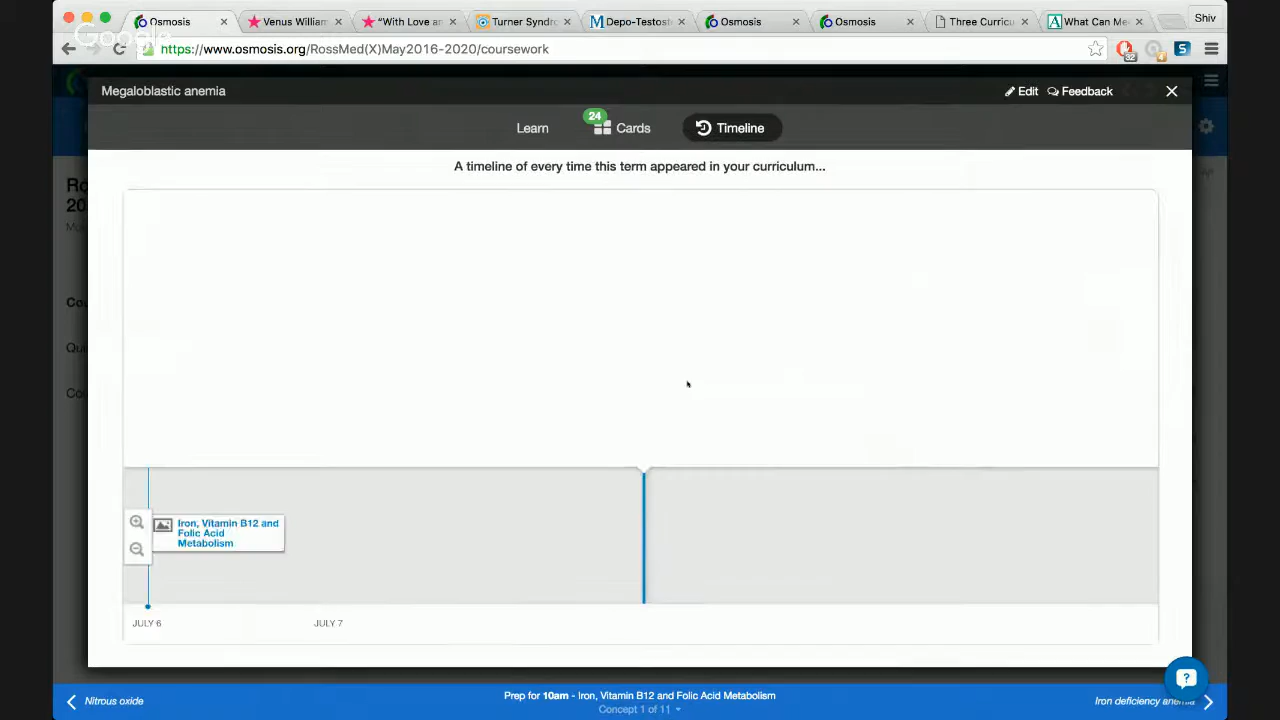 Osmosis
Venus William
"With Love an
Turner Syndro
Depo-Testost
Osmosis
Osmosis
Three Curricu
What Can Me
Shiv
Google
https://www.osmosis.org/RossMed(X)May2016-2020/coursework
32
Megaloblastic anemia
Edit
Feedback
Learn
24
Cards
Timeline
A timeline of every time this term appeared in your curriculum...
Iron, Vitamin B12 and
Folic Acid
Metabolism
JULY 6
JULY 7
Nitrous oxide
Prep for 10am - Iron, Vitamin B12 and Folic Acid Metabolism
Concept 1 of 11
Iron deficiency anemia